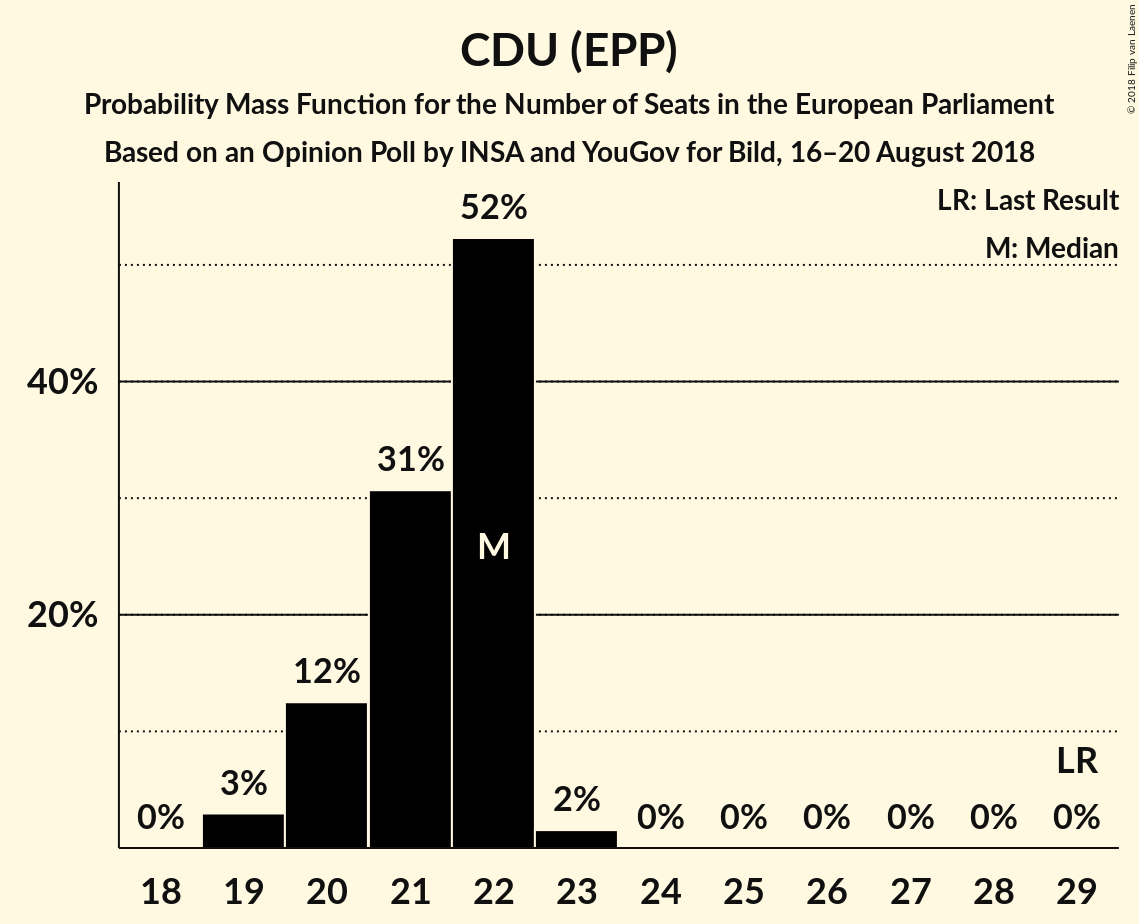 CDU (EPP)
Probability Mass Function for the Number of Seats in the European Parliament
Based on an Opinion Poll by INSA and YouGov for Bild, 16–20 August 2018
© 2018 Filip van Laenen
LR: Last Result
M: Median
52%
40%
31%
M
20%
12%
LR
3%
2%
0% 0% 0% 0% 0% 0% 0%
18 19 20 21 22 23 24 25 26 27 28 29